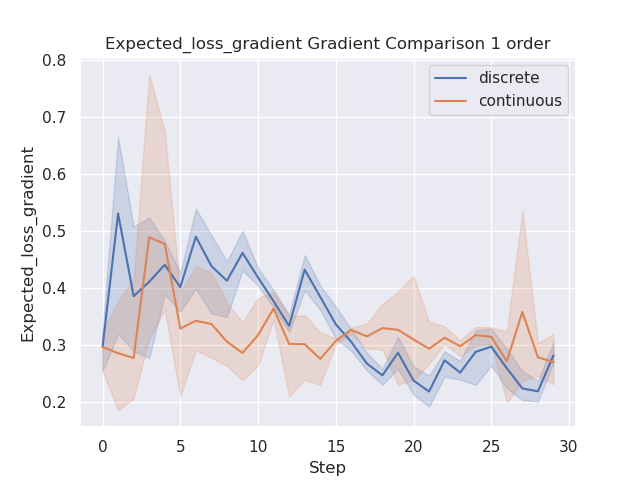 Expected_loss_gradient Gradient Comparison 1 order
discrete
continuous
Expected_loss_gradient
0.8
0.7
0.6
0.5
0.4
0.3
0.2
0 5 10 15 20 25 30
Step